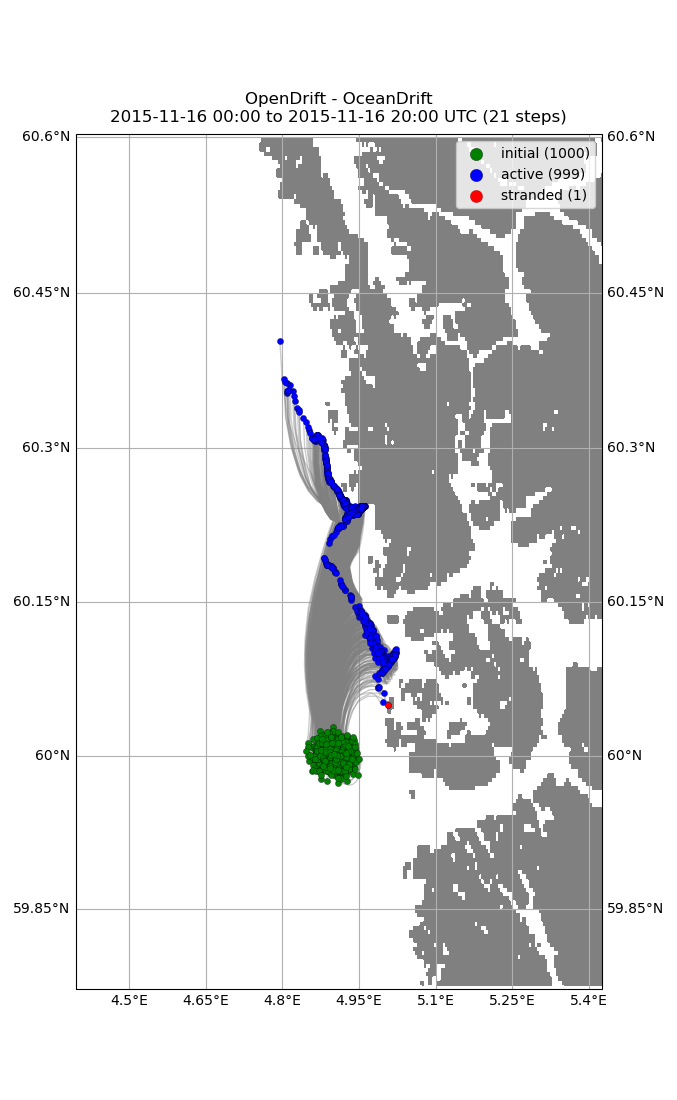 OpenDrift - OceanDrift
2015-11-16 00:00 to 2015-11-16 20:00 UTC (21 steps)
60.6°N
60.6°N
initial (1000)
active (999)
stranded (1)
60.45°N
60.45°N
60.3°N
60.3°N
60.15°N
60.15°N
60°N
60°N
59.85°N
59.85°N
4.5°E
4.65°E
4.8°E
4.95°E
5.1°E
5.25°E
5.4°E